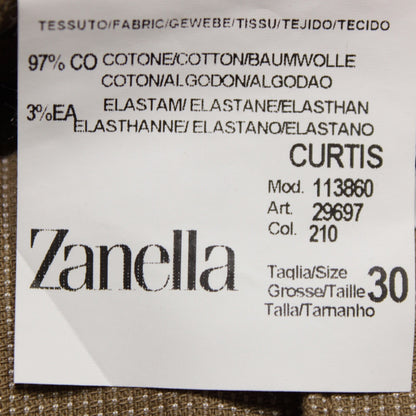 TESSUTO/FABRIC/GEWEBE/TISSU/TEJIDO/TECIDO
97% CO COTONE/COTTON/BAUMWOLLE
COTON/ALGODON/ALGODAO
3%EA ELASTAM/ ELASTANE/ELASTHAN
ELASTHANNE/ ELASTANO/ELASTANO
CURTIS
Mod. 113860
Art. 29697
Col. 210
Zanella
Taglia/Size
Grosse/Taille 30
Talla/Tamanho